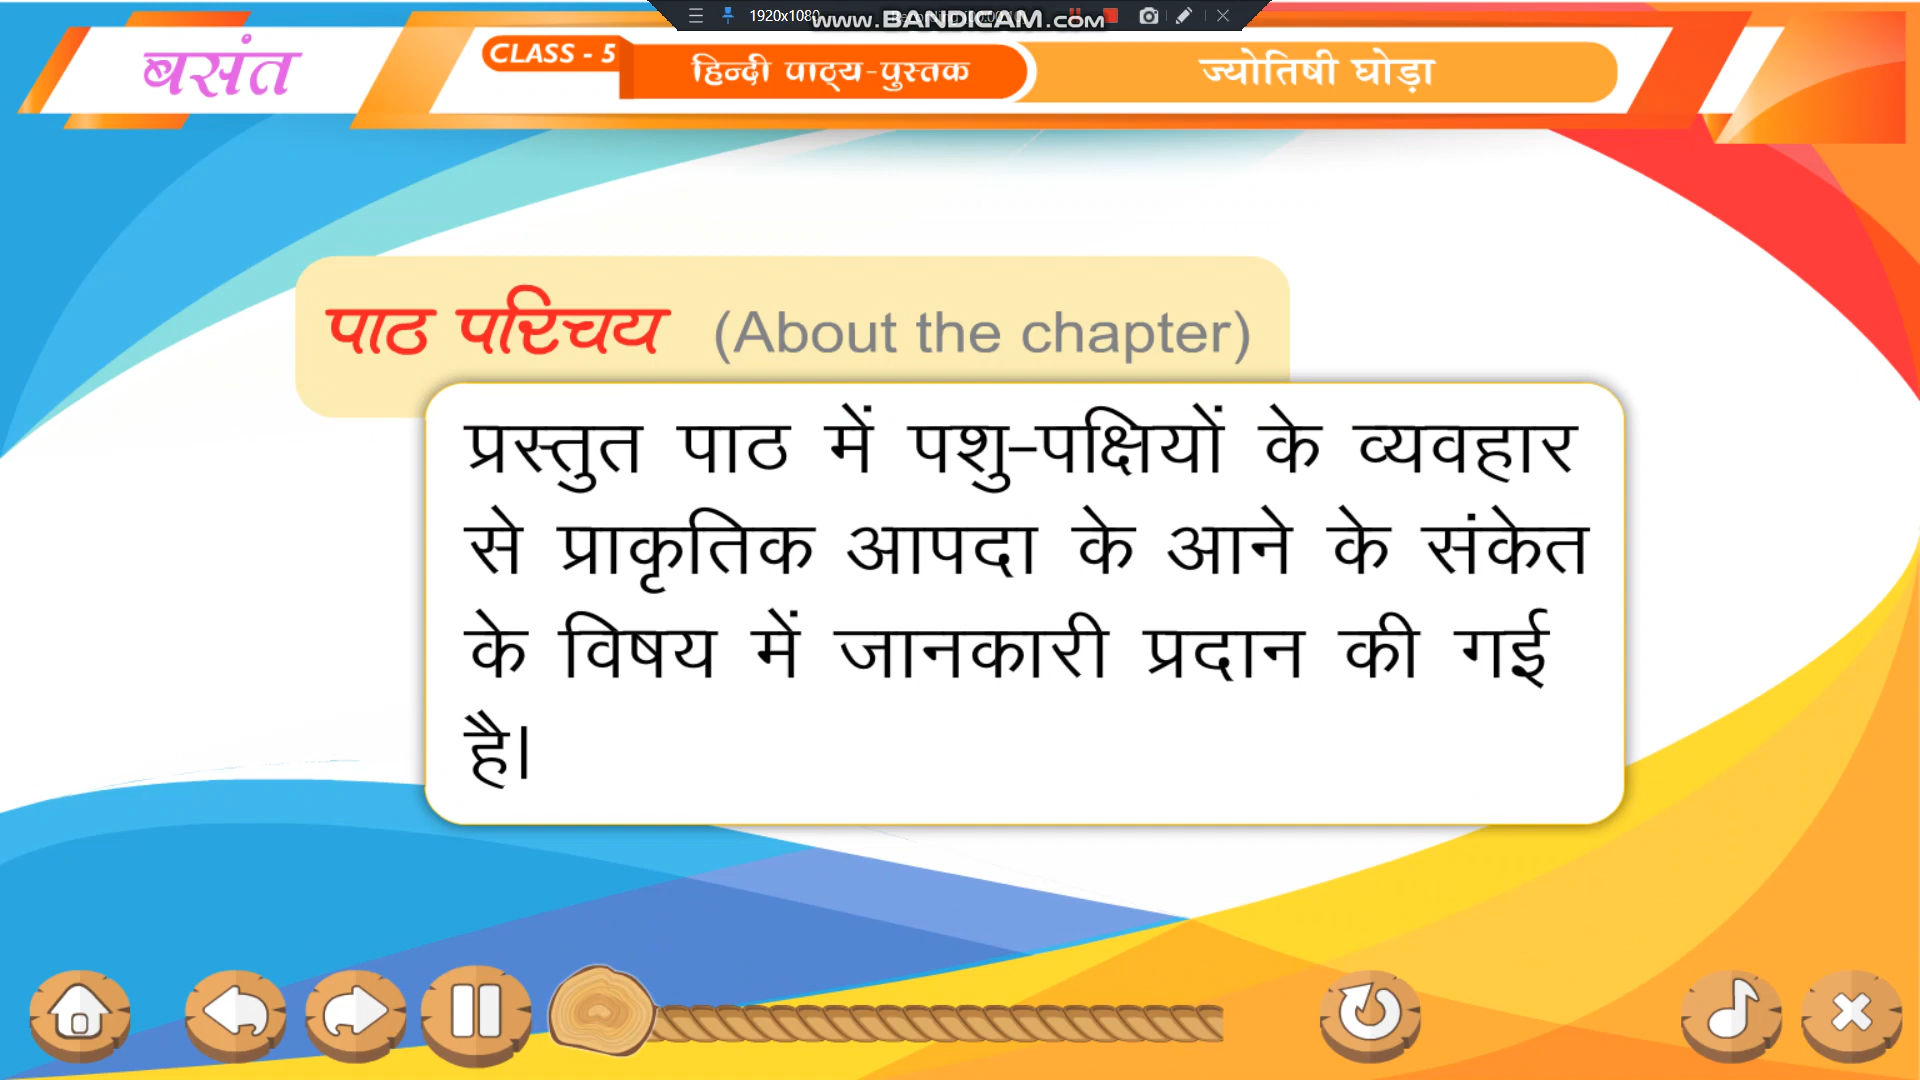 1920x1080
www.BANDICAM.com
बसंत
CLASS - 5
हिन्दी पाठ्य-पुस्तक
ज्योतिषी घोड़ा
पाठ परिचय (About the chapter)
प्रस्तुत पाठ में पशु-पक्षियों के व्यवहार
से प्राकृतिक आपदा के आने के संकेत
के विषय में जानकारी प्रदान की गई
है।